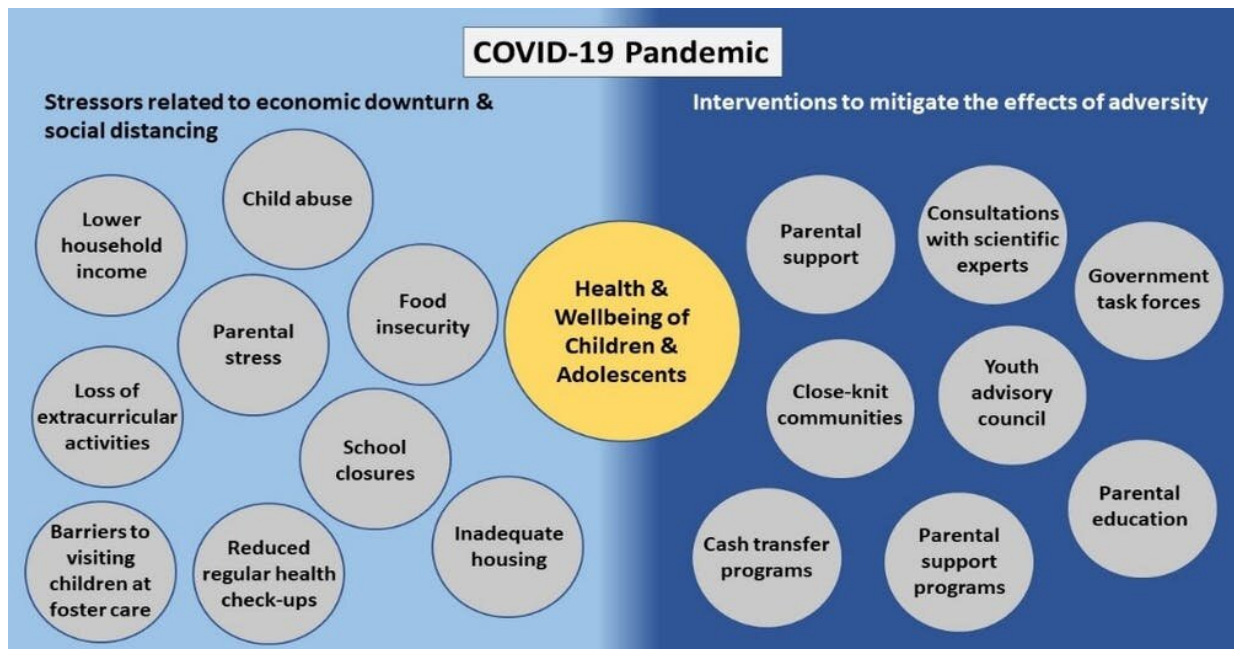 COVID-19 Pandemic
Stressors related to economic downturn &
social distancing
Child abuse
Lower
household
income
Parental
stress
Food
insecurity
Loss of
extracurricular
activities
School
closures
Barriers to
visiting
children at
foster care
Reduced
regular health
check-ups
Inadequate
housing
Health &
Wellbeing of
Children &
Adolescents
Interventions to mitigate the effects of adversity
Parental
support
Consultations
with scientific
experts
Government
task forces
Close-knit
communities
Youth
advisory
council
Parental
education
Cash transfer
programs
Parental
support
programs